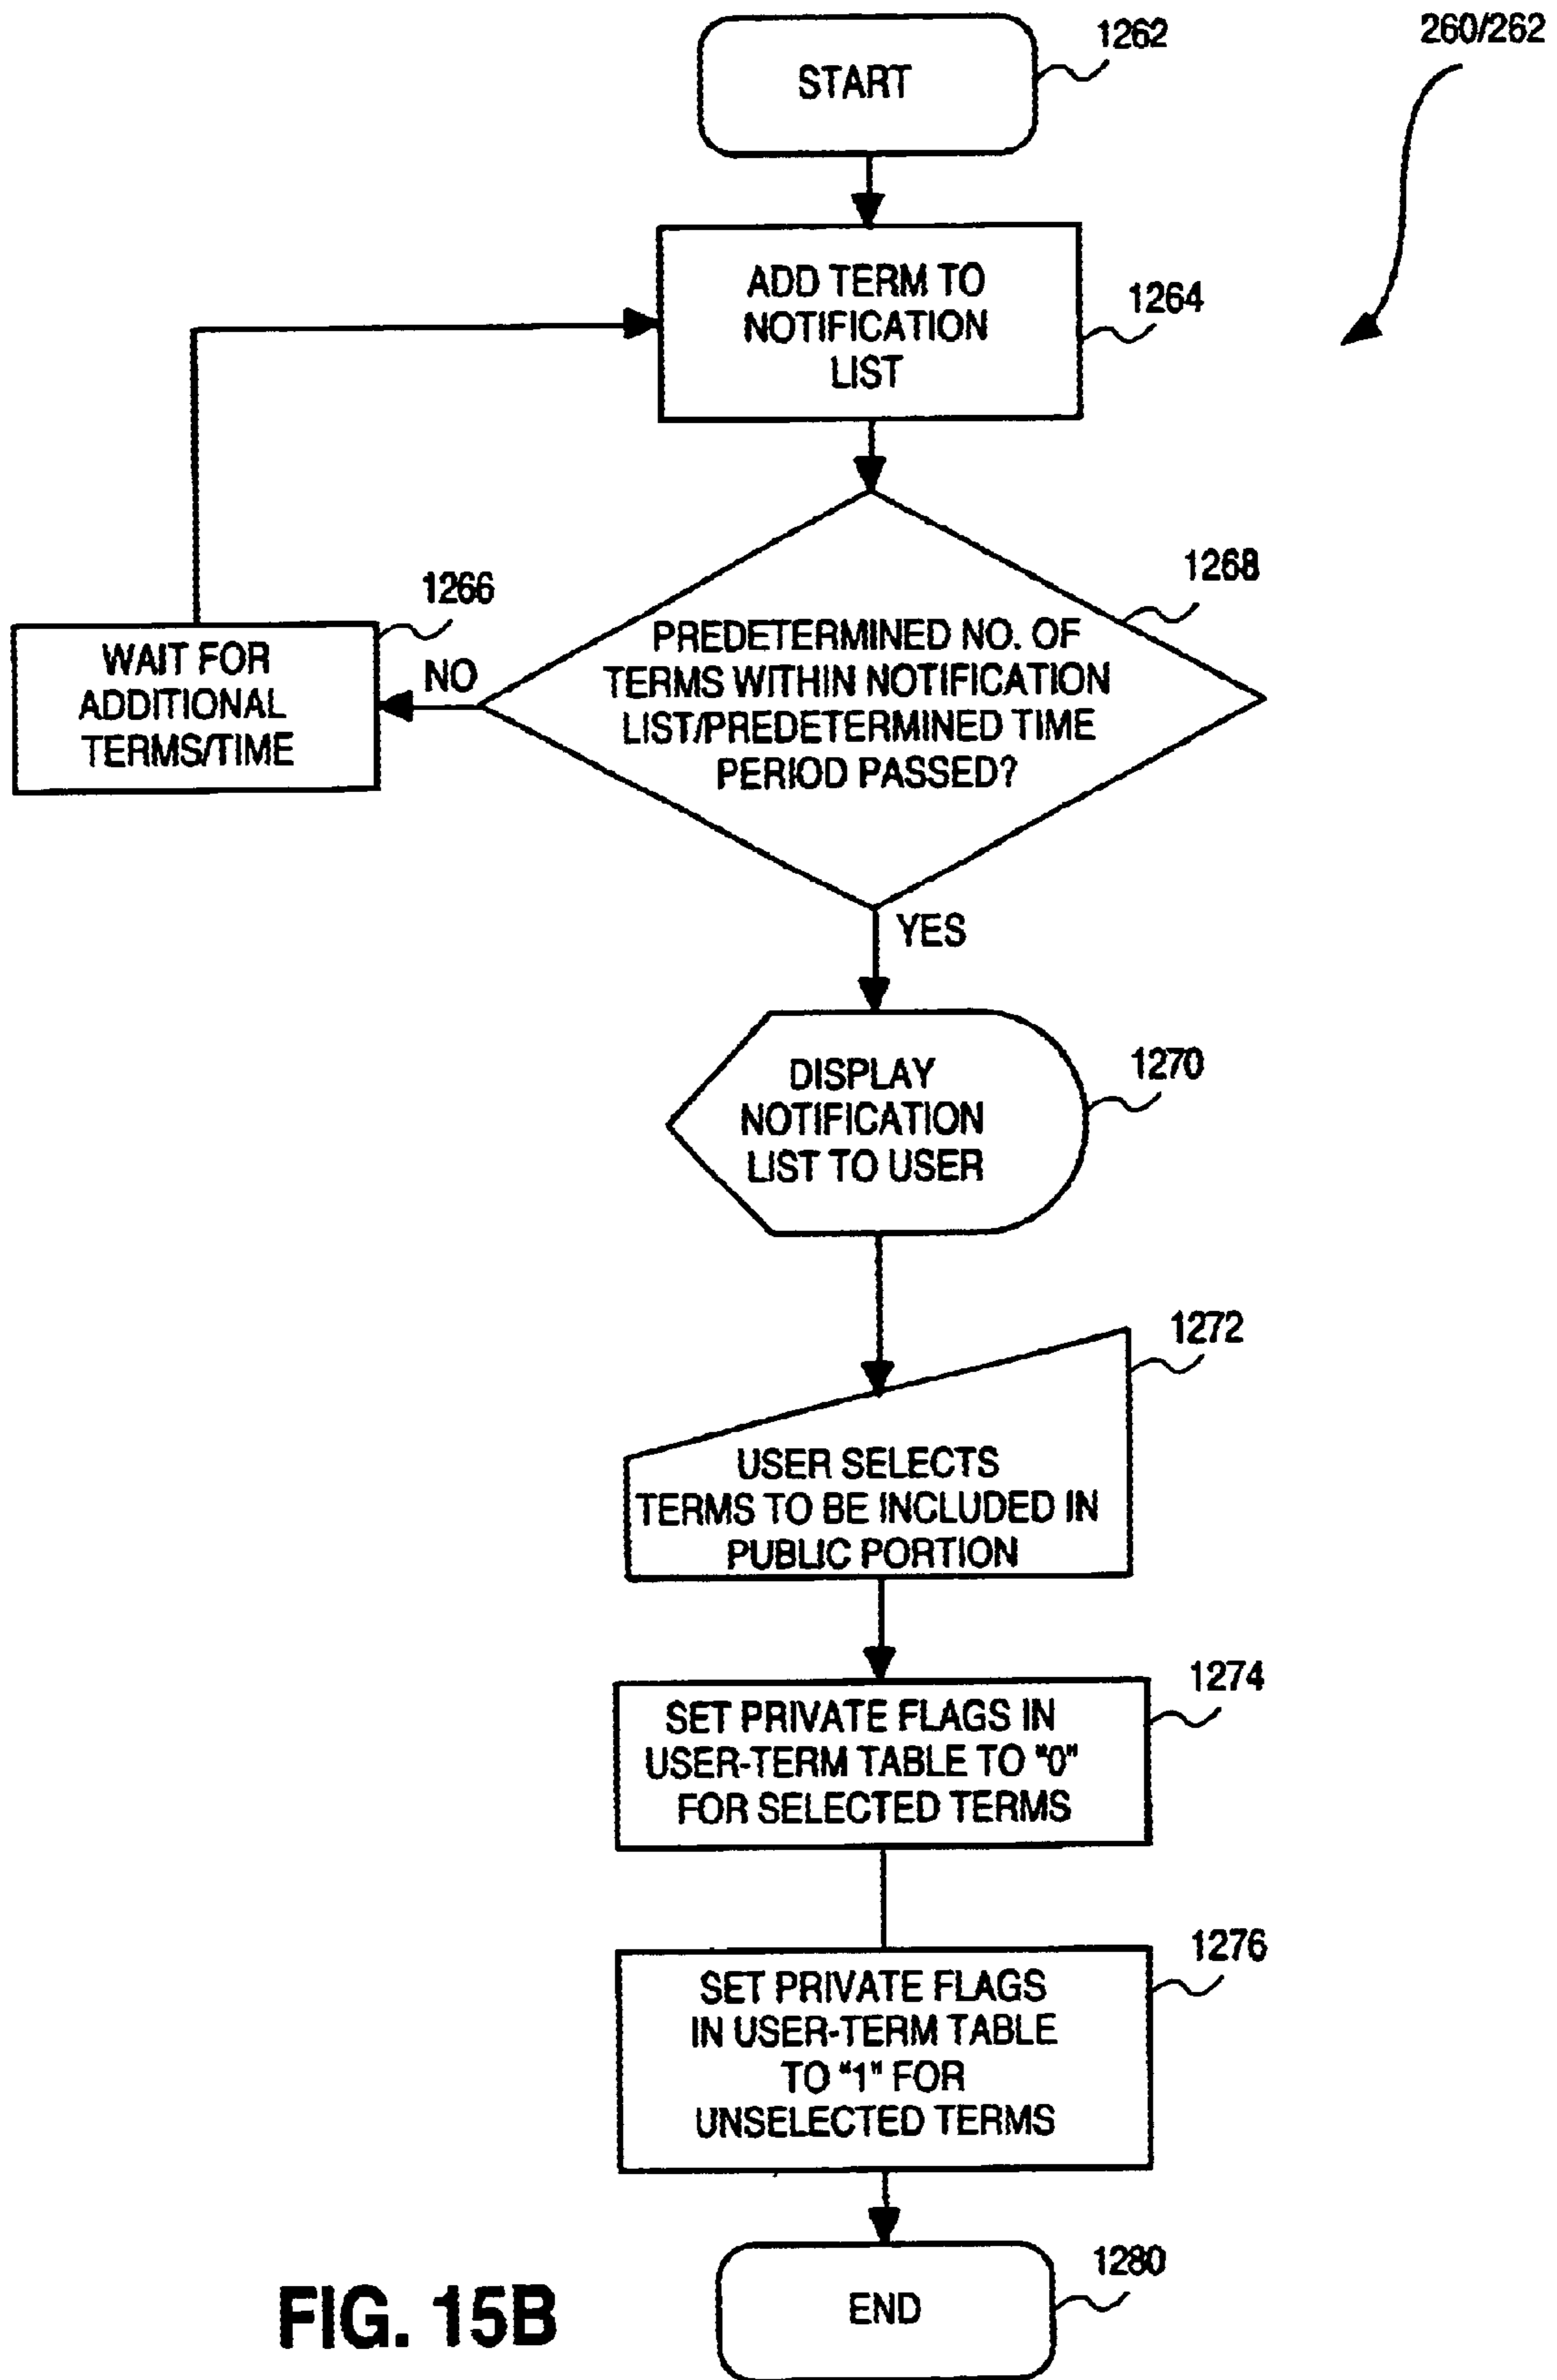 260/262
1262
START
1264
ADD TERM TO
NOTIFICATION
LIST
1268
PREDETERMINED NO. OF
TERMS WITHIN NOTIFICATION
LIST/PREDETERMINED TIME
PERIOD PASSED?
1266
NO
WAIT FOR
ADDITIONAL
TERMS/TIME
YES
1270
DISPLAY
NOTIFICATION
LIST TO USER
1272
USER SELECTS
TERMS TO BE INCLUDED IN
PUBLIC PORTION
1274
SET PRIVATE FLAGS IN
USER-TERM TABLE TO "0"
FOR SELECTED TERMS
1276
SET PRIVATE FLAGS
IN USER-TERM TABLE
TO "1" FOR
UNSELECTED TERMS
1280
END
FIG. 15B